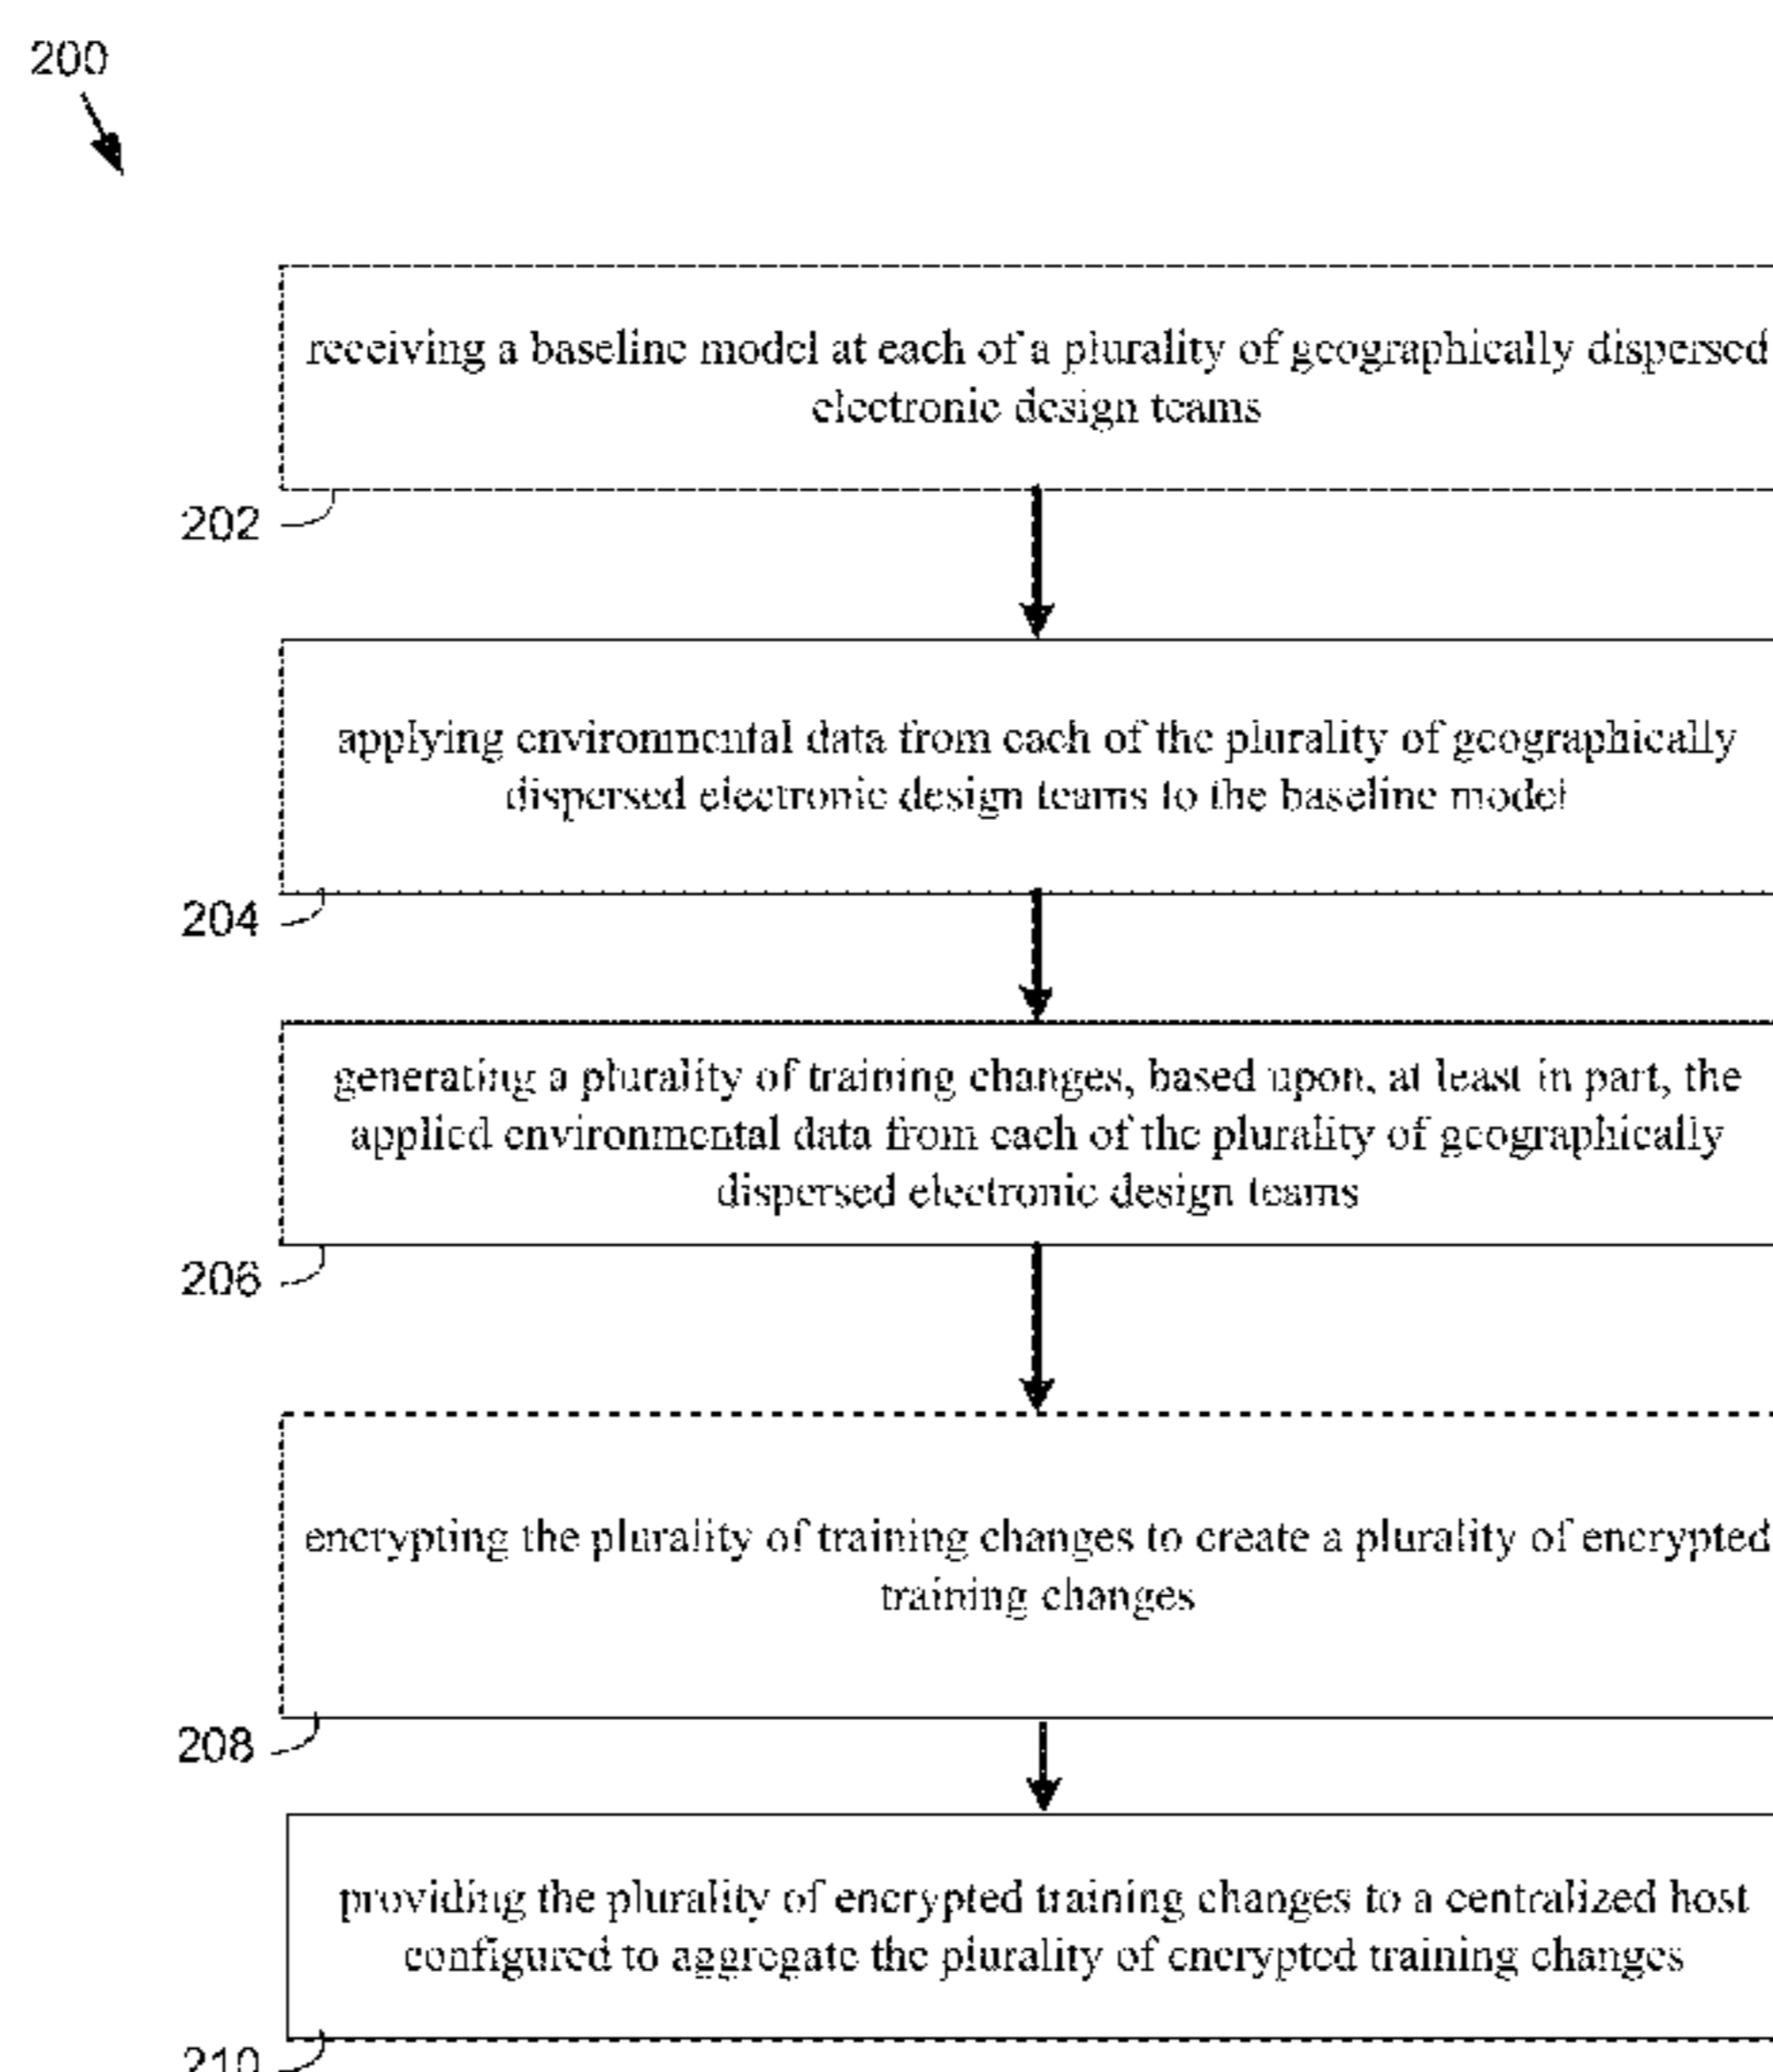 200
receiving a baseline model at each of a plurality of geographically dispersed
electronic design teams
202
applying environmental data from each of the plurality of geographically
dispersed electronic design teams to the baseline model
204
generating a plurality of training changes, based upon, at least in part, the
applied environmental data from each of the plurality of geographically
dispersed electronic design teams
206
encrypting the plurality of training changes to create a plurality of encrypted
training changes
208
providing the plurality of encrypted training changes to a centralized host
configured to aggregate the plurality of encrypted training changes
210